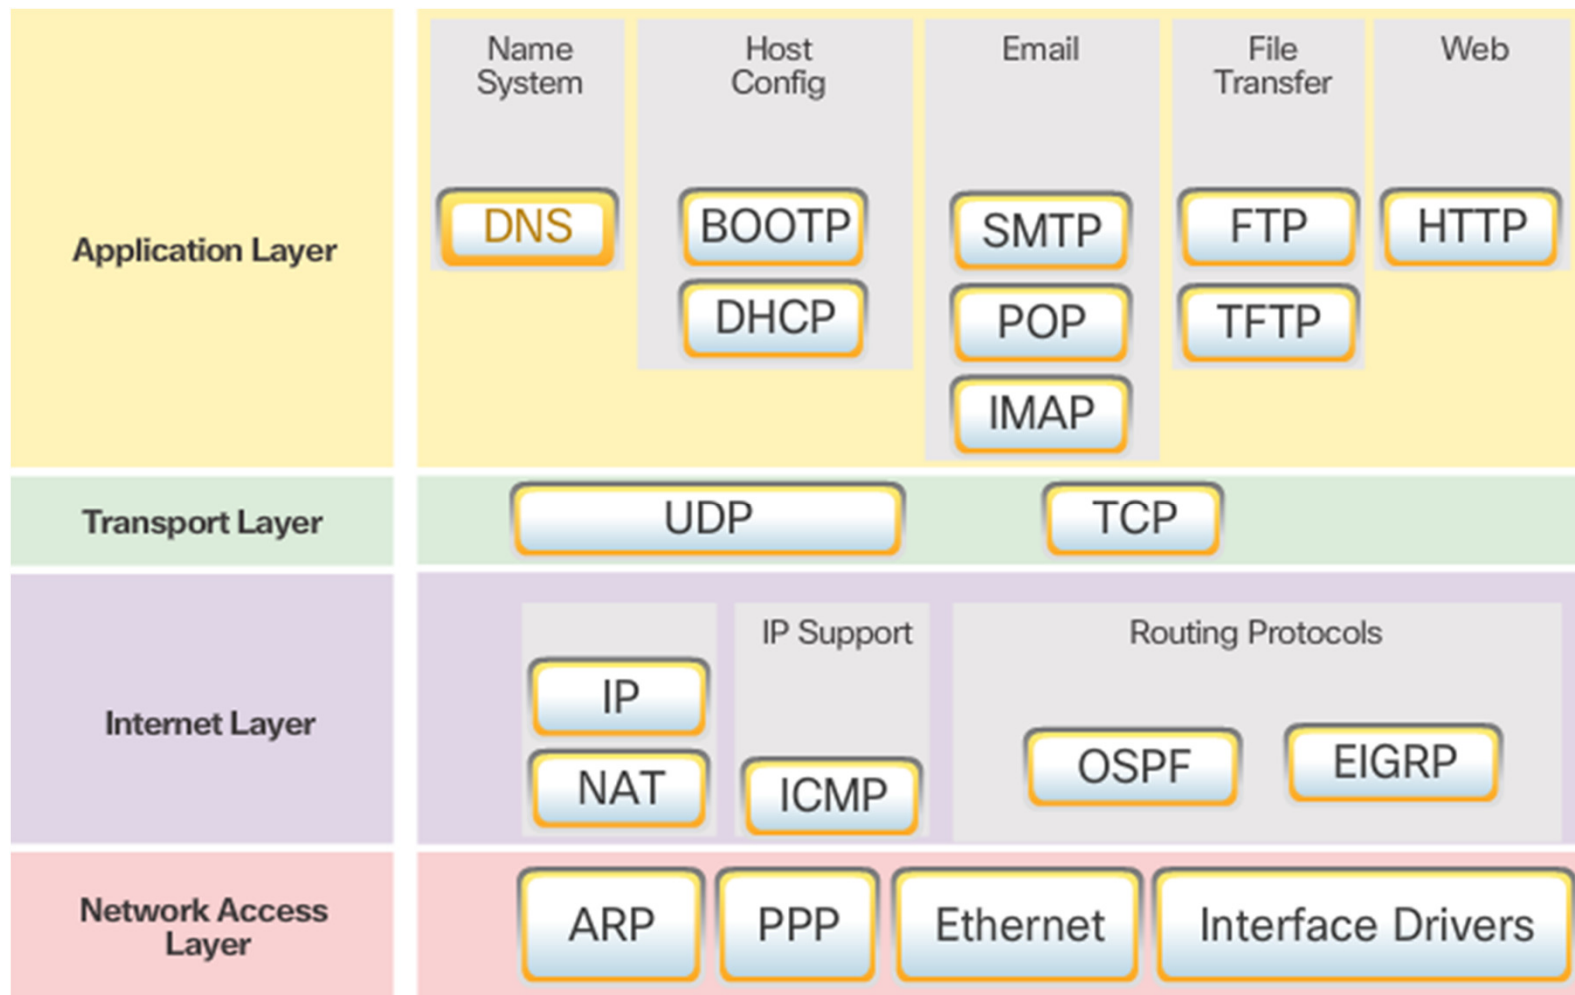 Application Layer
Name
System
Host
Config
Email
File
Transfer
Web
DNS
BOOTP
SMTP
FTP
HTTP
DHCP
POP
TFTP
IMAP
Transport Layer
UDP
TCP
Internet Layer
IP Support
Routing Protocols
IP
NAT
ICMP
OSPF
EIGRP
Network Access
Layer
ARP
PPP
Ethernet
Interface Drivers